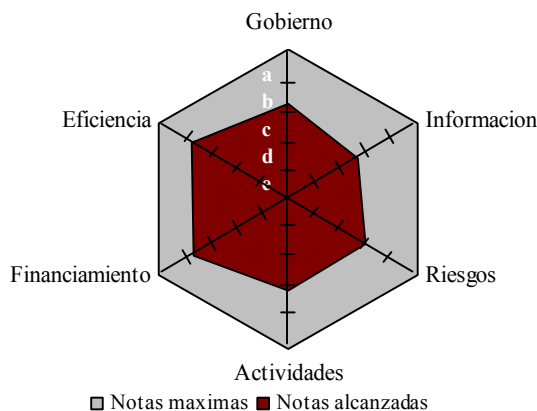 Gobierno
a
b
Eficiencia
Informacion
c
d
e
Financiamiento
Riesgos
Actividades
Notas maximas
Notas alcanzadas